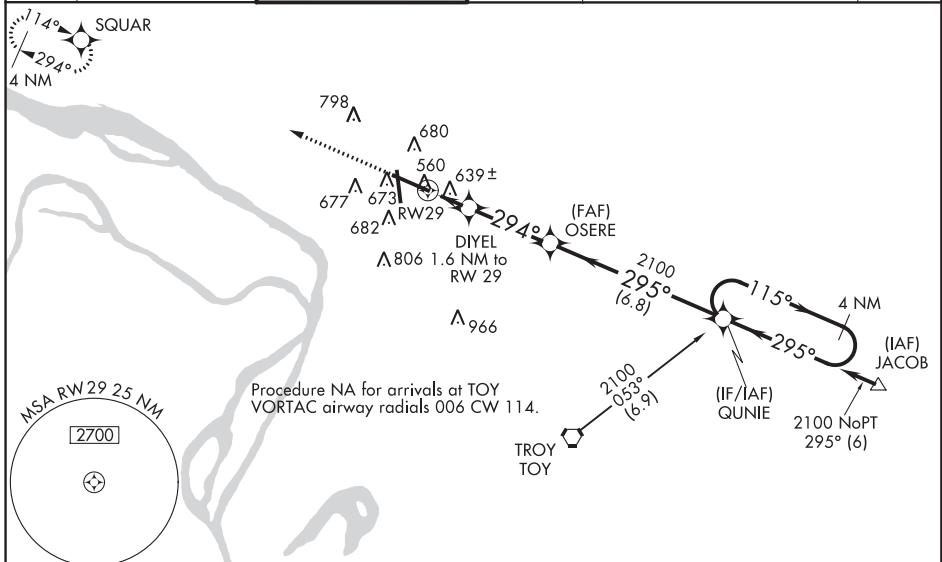 114°
SQUAR
294°
4 NM
798
680
560
639±
677
673
RW29
682
294°
(FAF)
OSERE
DIYEL
1.6 NM to
RW 29
806
2100
295°
(6.8)
115°
4 NM
966
295°
(IAF)
JACOB
Procedure NA for arrivals at TOY
VORTAC airway radials 006 CW 114.
2100
053°
(6.9)
(IF/IAF)
QUNIE
2100 NoPT
295° (6)
TROY
TOY
MSA RW 29 25 NM
2700